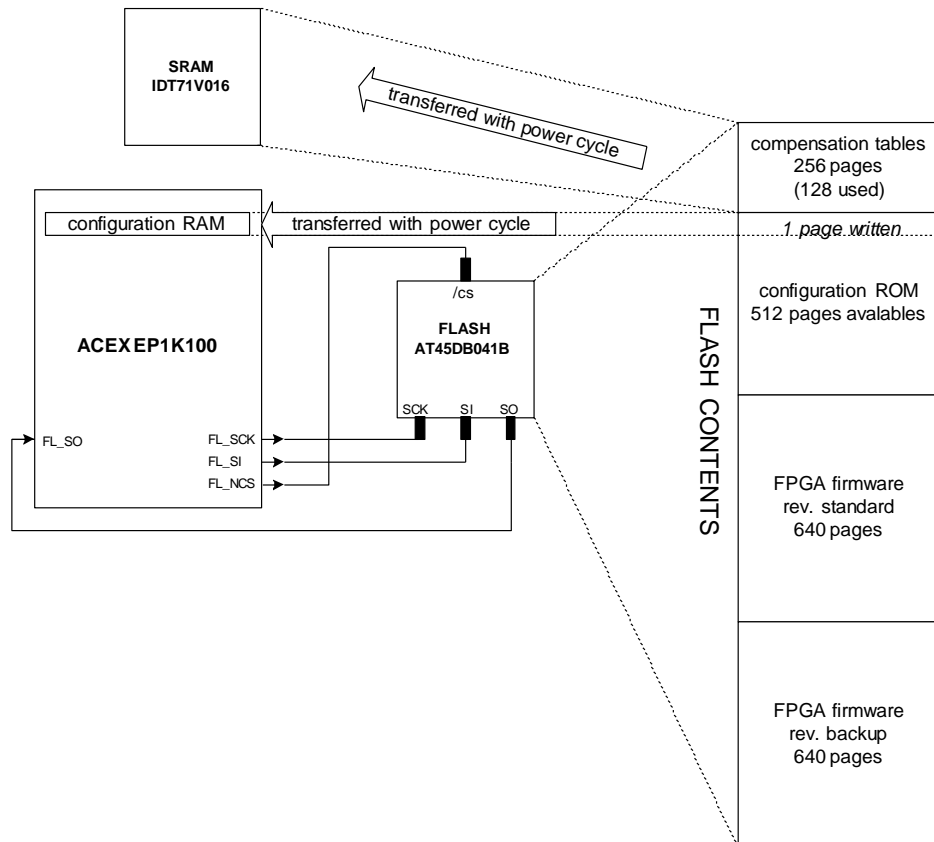 SRAM
IDT71V016
transferred with power cycle
compensation tables
256 pages
(128 used)
configuration RAM
transferred with power cycle
1 page written
/cs
configuration ROM
512 pages avalables
FLASH
AT45DB041B
ACEX EP1K100
FLASH CONTENTS
SCK SI SO
FL_SO
FL_SCK
FL_SI
FL_NCS
FPGA firmware
rev. standard
640 pages
FPGA firmware
rev. backup
640 pages